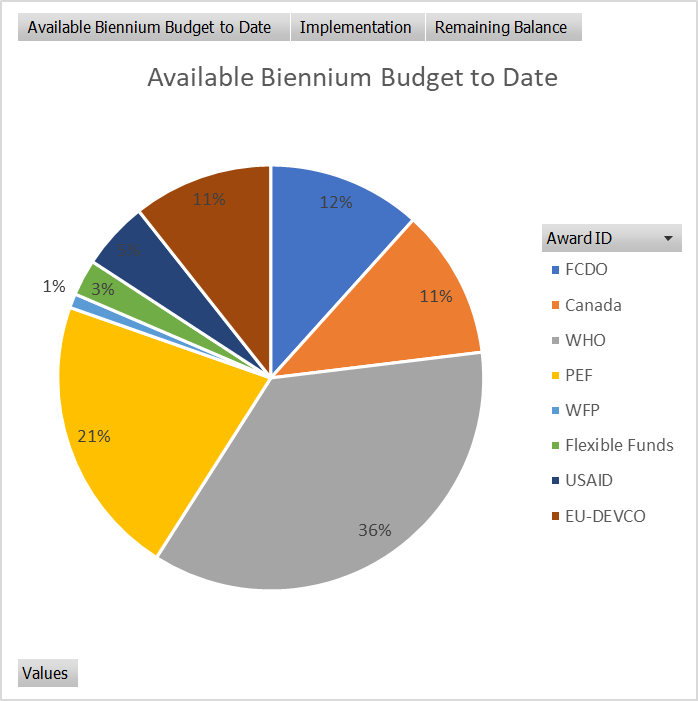 Available Biennium Budget to Date
Implementation
Remaining Balance
Available Biennium Budget to Date
12%
11%
36%
21%
1%
3%
5%
11%
Award ID
FCDO
Canada
WHO
PEF
WFP
Flexible Funds
USAID
EU-DEVCO
Values